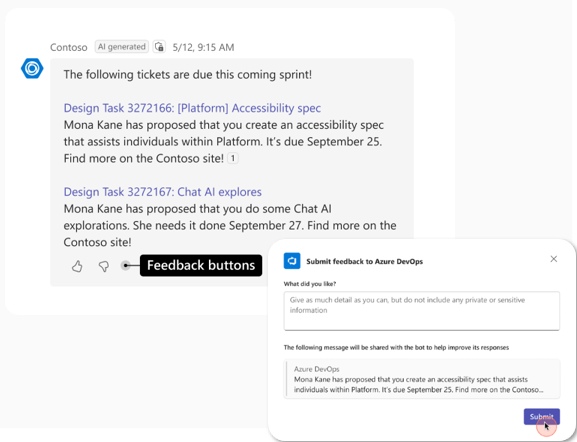 Contoso AI generated 5/12, 9:15 AM
The following tickets are due this coming sprint!
Design Task 3272166: [Platform] Accessibility spec
Mona Kane has proposed that you create an accessibility spec
that assists individuals within Platform. It's due September 25.
Find more on the Contoso site! 1
Design Task 3272167: Chat AI explores
Mona Kane has proposed that you do some Chat AI
explorations. She needs it done September 27. Find more on the
Contoso site!
Feedback buttons
Submit feedback to Azure DevOps
What did you like?
Give as much detail as you can, but do not include any private or sensitive
information
The following message will be shared with the bot to help improve its responses
Azure DevOps
Mona Kane has proposed that you create an accessibility spec that assists
individuals within Platform. It's due September 25. Find more on the Contoso...
Submit